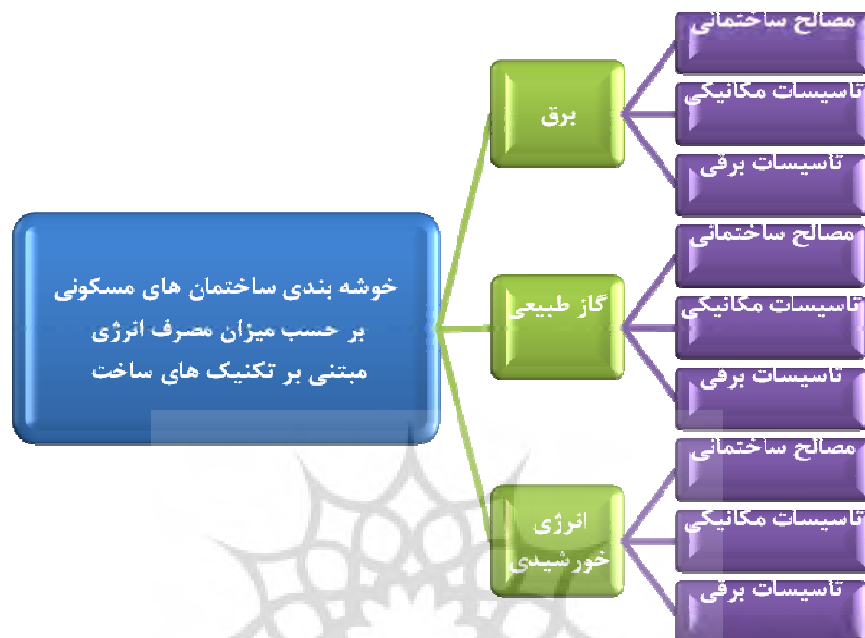 خوشه بندی ساختمان های مسکونی
بر حسب میزان مصرف انرژی
مبتنی بر تکنیک های ساخت
برق
مصالح ساختمانی
تاسیسات مکانیکی
تاسیسات برقی
گاز طبیعی
مصالح ساختمانی
تاسیسات مکانیکی
تاسیسات برقی
انرژی
خورشیدی
مصالح ساختمانی
تاسیسات مکانیکی
تاسیسات برقی